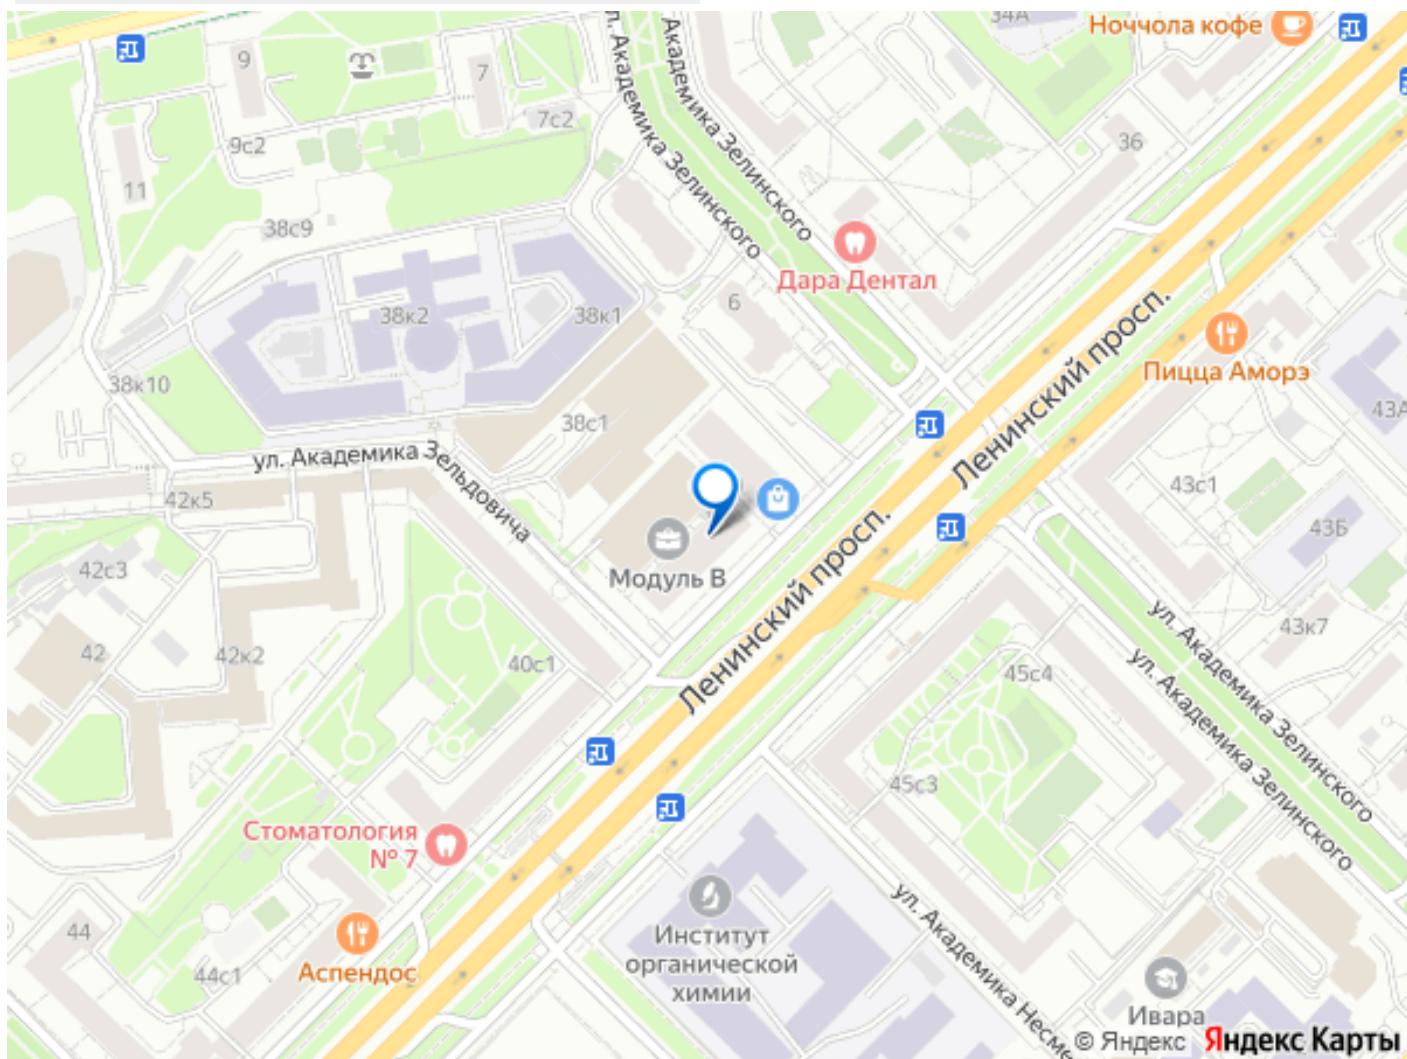 34А
Ноччола кофе
9
7
7с2
9с2
11
36
ул. Академика Зелинского
Академика Зелинского
38с9
Дара Дентал
6
38к2
38к1
Ленинский просп.
Пицца Аморэ
38к10
38с1
43А
ул. Академика Зельдовича
42к5
43с1
43Б
Модуль В
Ленинский просп.
42с3
42
42к2
40с1
45с4
43к7
ул. Академика Зелинского
ул. Академика Зелинского
45с3
Стоматология
№ 7
44
44с1
Аспендос
Институт
органической
химии
ул. Академика Несме
Ивара
© Яндекс Яндекс Карты